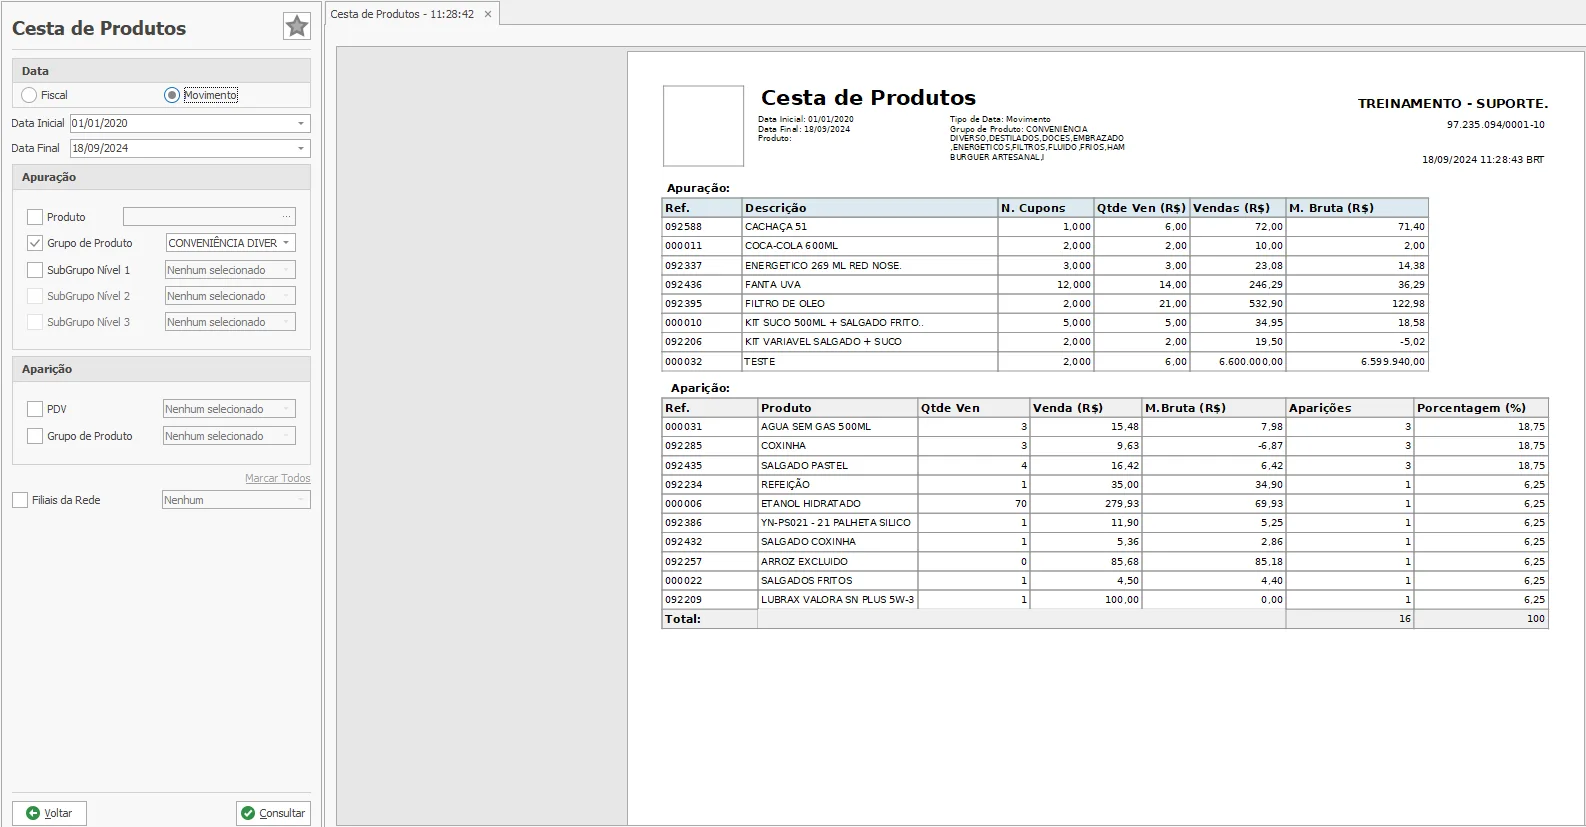 Cesta de Produtos
Data
Fiscal Movimento
Data Inicial 01/01/2020
Data Final 18/09/2024
Apuração
Produto ...
Grupo de Produto CONVENIÊNCIA DIVER
SubGrupo Nível 1 Nenhum selecionado
SubGrupo Nível 2 Nenhum selecionado
SubGrupo Nível 3 Nenhum selecionado
Aparição
PDV Nenhum selecionado
Grupo de Produto Nenhum selecionado
Marcar Todos
Filiais da Rede Nenhum
Voltar Consultar
Cesta de Produtos - 11:28:42 ×
Cesta de Produtos
TREINAMENTO - SUPORTE.
Data Inicial: 01/01/2020
Data Final: 18/09/2024
Produto:
Tipo de Data: Movimento
Grupo de Produto: CONVENIÊNCIA
DIVERSO,DESTILADOS,DOCES,EMBRAZADO
,ENERGETICOS,FILTROS,FLUIDO,FRIOS,HAM
BURGUER ARTESANAL,I
97.235.094/0001-10
18/09/2024 11:28:43 BRT
Apuração:
Ref. Descrição N. Cupons Qtde Ven (R$) Vendas (R$) M. Bruta (R$)
092588 CACHAÇA 51 1,000 6,00 72,00 71,40
000011 COCA-COLA 600ML 2,000 2,00 10,00 2,00
092337 ENERGETICO 269 ML RED NOSE. 3,000 3,00 23,08 14,38
092436 FANTA UVA 12,000 14,00 246,29 36,29
092395 FILTRO DE OLEO 2,000 21,00 532,90 122,98
000010 KIT SUCO 500ML + SALGADO FRITO.. 5,000 5,00 34,95 18,58
092206 KIT VARIAVEL SALGADO + SUCO 2,000 2,00 19,50 -5,02
000032 TESTE 2,000 6,00 6.600.000,00 6.599.940,00
Aparição:
Ref. Produto Qtde Ven Venda (R$) M.Bruta (R$) Aparições Porcentagem (%)
000031 AGUA SEM GAS 500ML 3 15,48 7,98 3 18,75
092285 COXINHA 3 9,63 -6,87 3 18,75
092435 SALGADO PASTEL 4 16,42 6,42 3 18,75
092234 REFEIÇÃO 1 35,00 34,90 1 6,25
000006 ETANOL HIDRATADO 70 279,93 69,93 1 6,25
092386 YN-PS021 - 21 PALHETA SILICO 1 11,90 5,25 1 6,25
092432 SALGADO COXINHA 1 5,36 2,86 1 6,25
092257 ARROZ EXCLUIDO 0 85,68 85,18 1 6,25
000022 SALGADOS FRITOS 1 4,50 4,40 1 6,25
092209 LUBRAX VALORA SN PLUS 5W-3 1 100,00 0,00 1 6,25
Total: 16 100